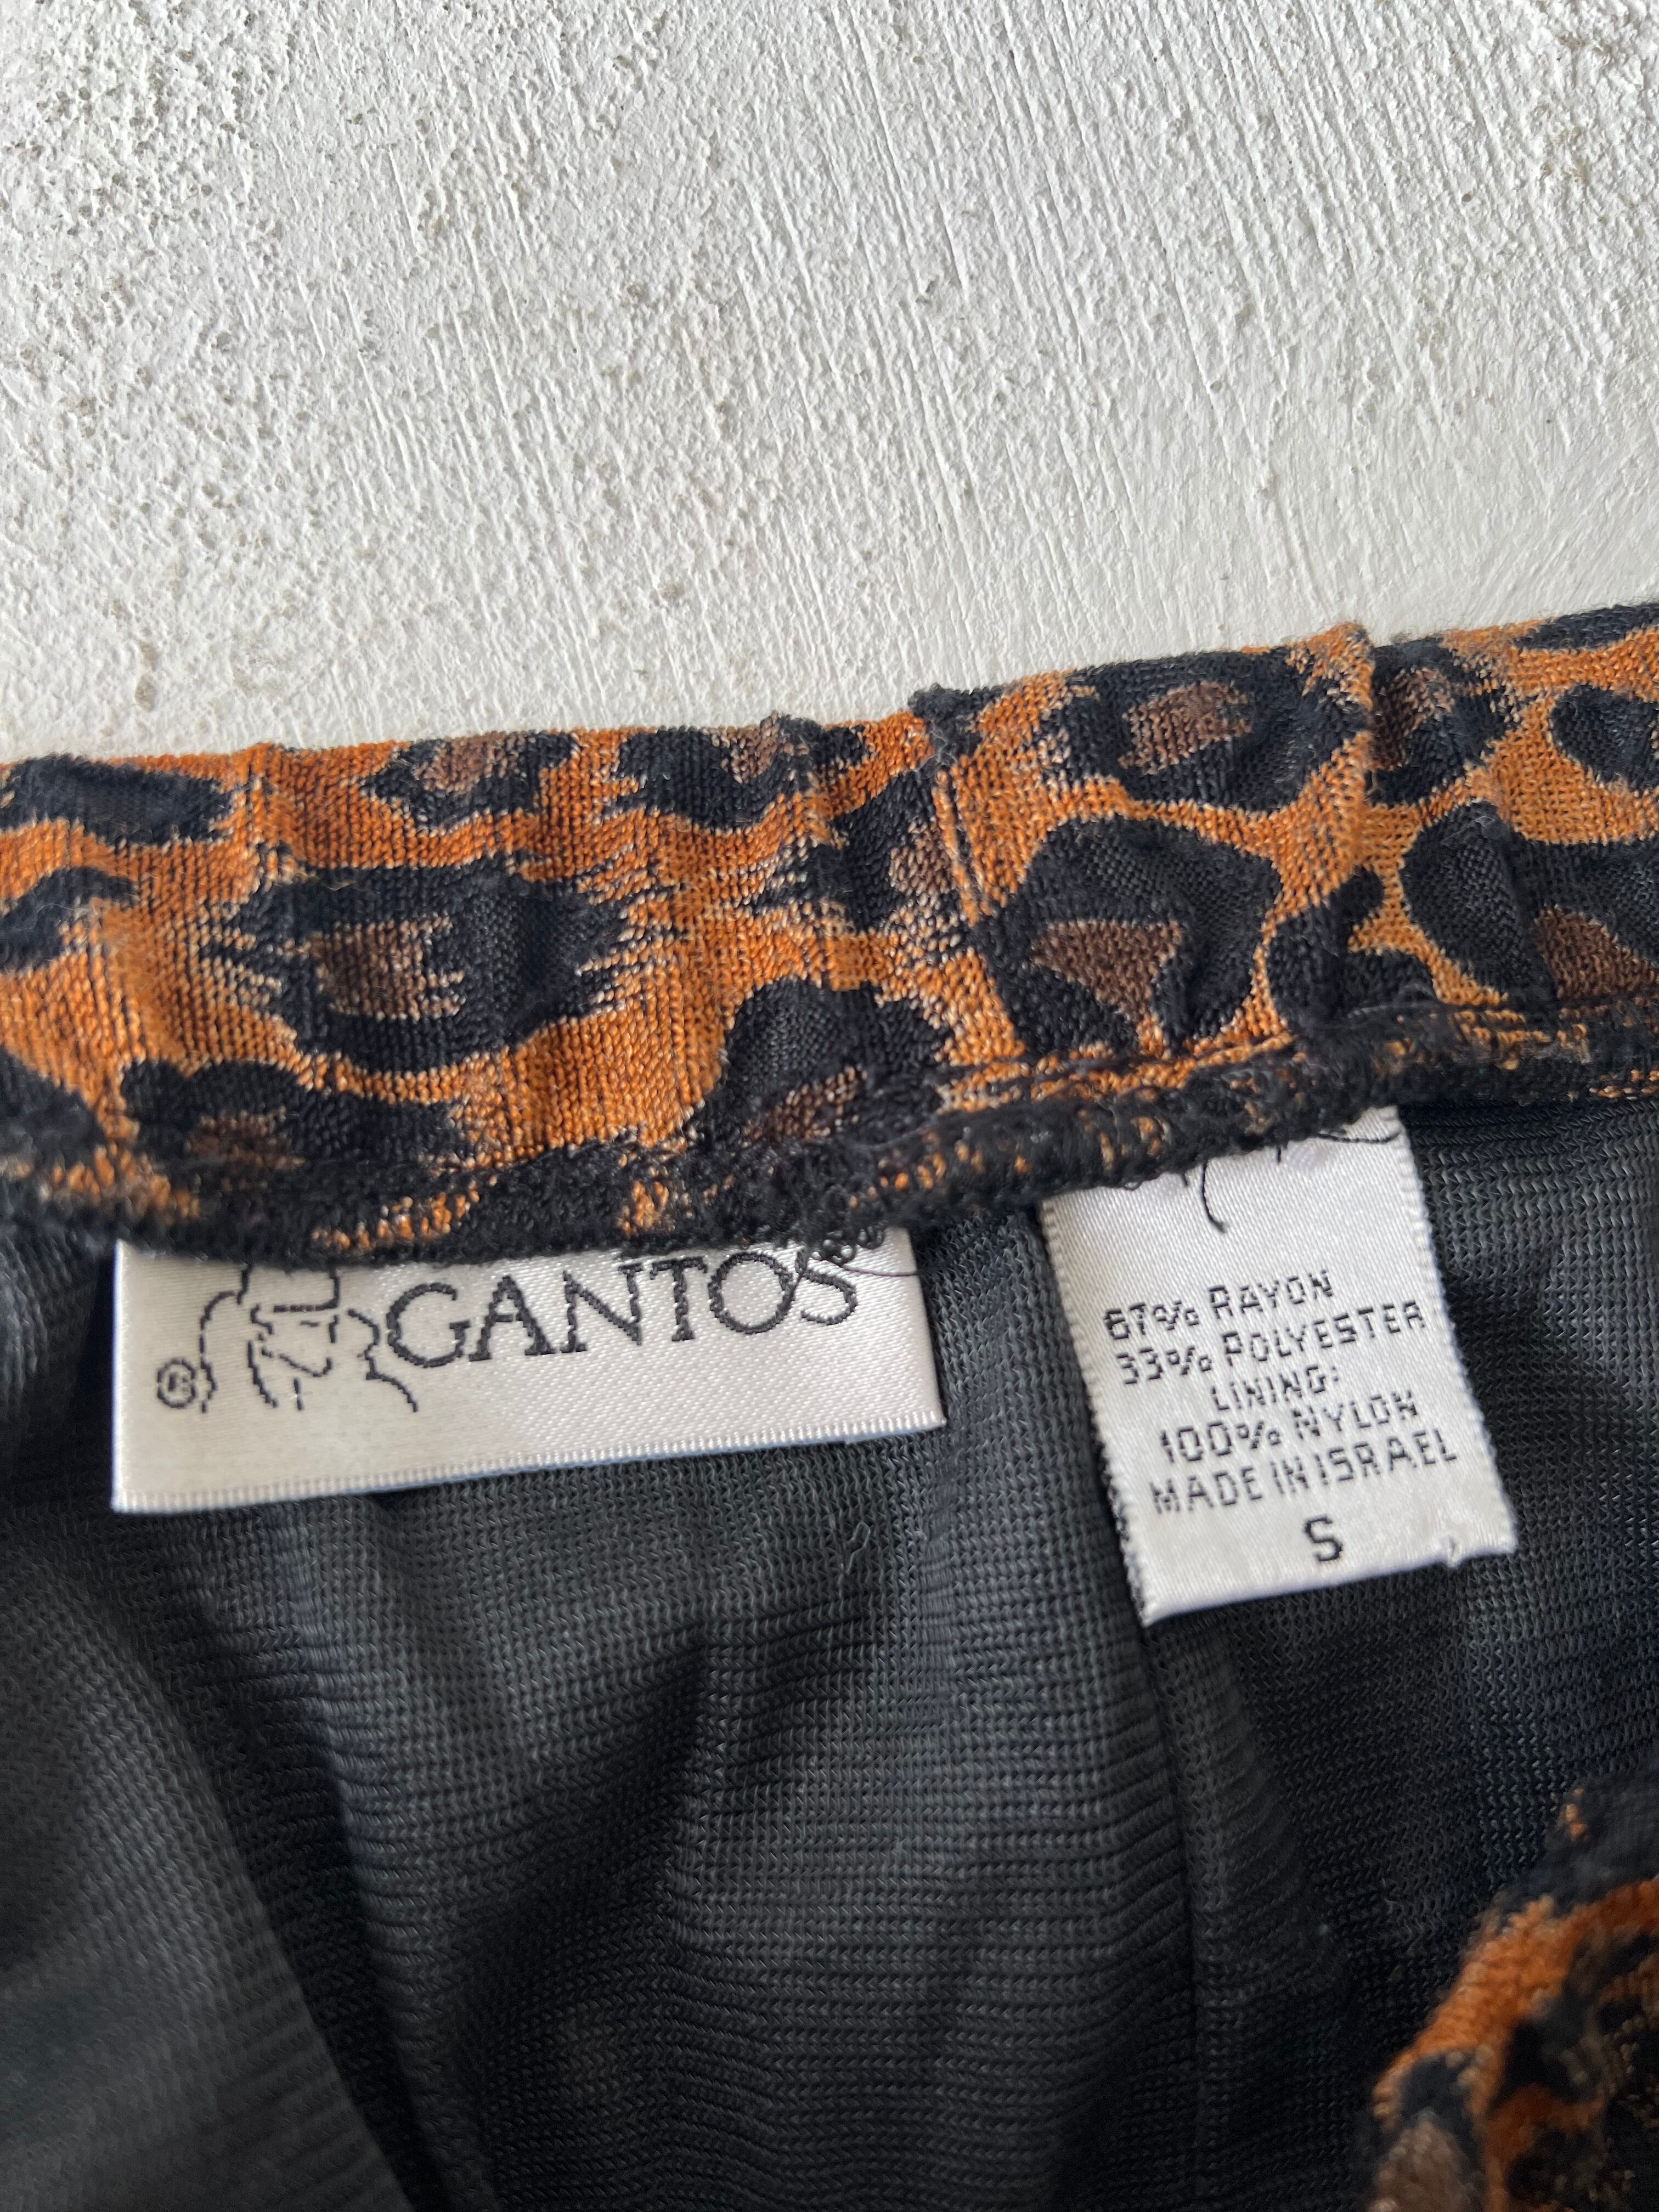 ® GANTOS
67% RAYON
33% POLYESTER
LINING:
100% NYLON
MADE IN ISRAEL
S